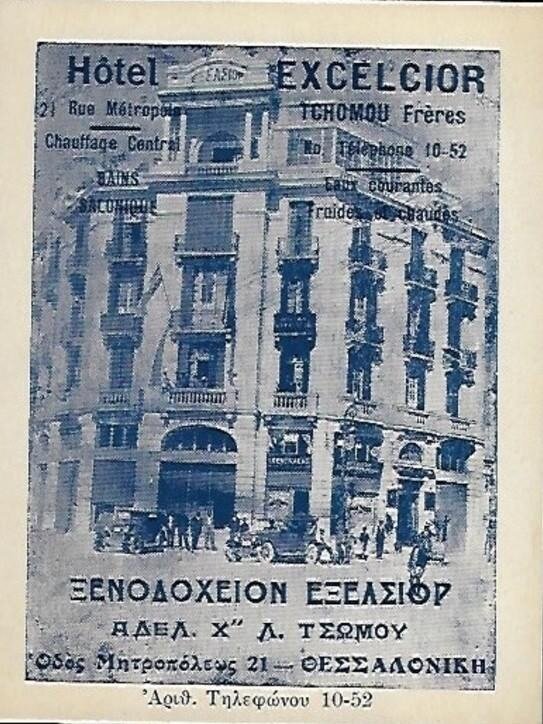 Hôtel EXCELCIOR
21 Rue Métropole TCHOMOU Frères
Chauffage Central No. Téléphone 10-52
BAINS Eaux courantes
SALONIQUE Froides et chaudes
ΞΕΝΟΔΟΧΕΙΟΝ ΕΞΕΛΣΙΟΡ
ΑΔΕΛ. Χ" Λ. ΤΣΩΜΟΥ
Ὁδὸς Μητροπόλεως 21 — ΘΕΣΣΑΛΟΝΙΚΗ
Ἀριθ. Τηλεφώνου 10-52